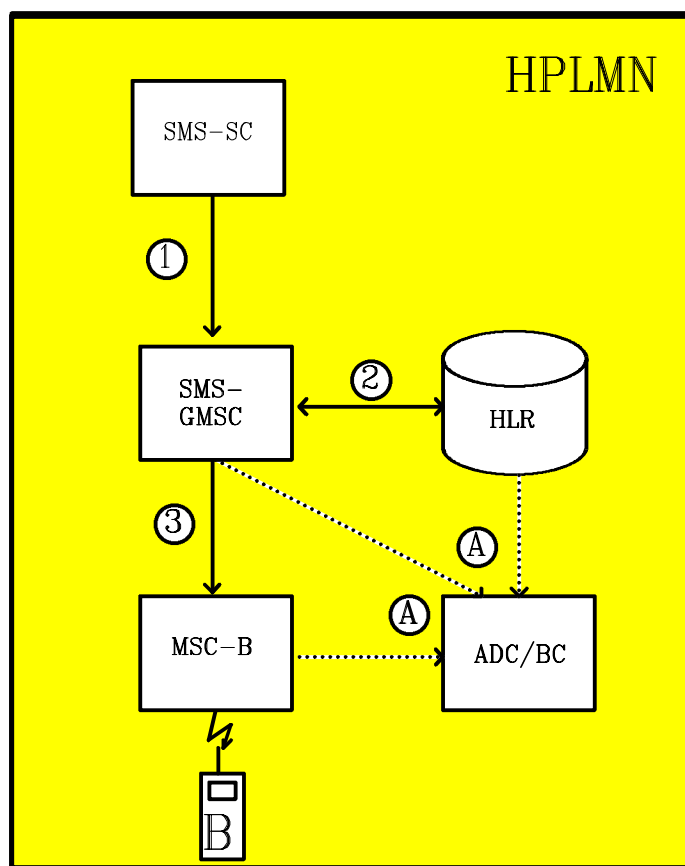 HPLMN
SMS-SC
1
SMS-
GMSC
2
HLR
3
A
A
MSC-B
ADC/BC
B